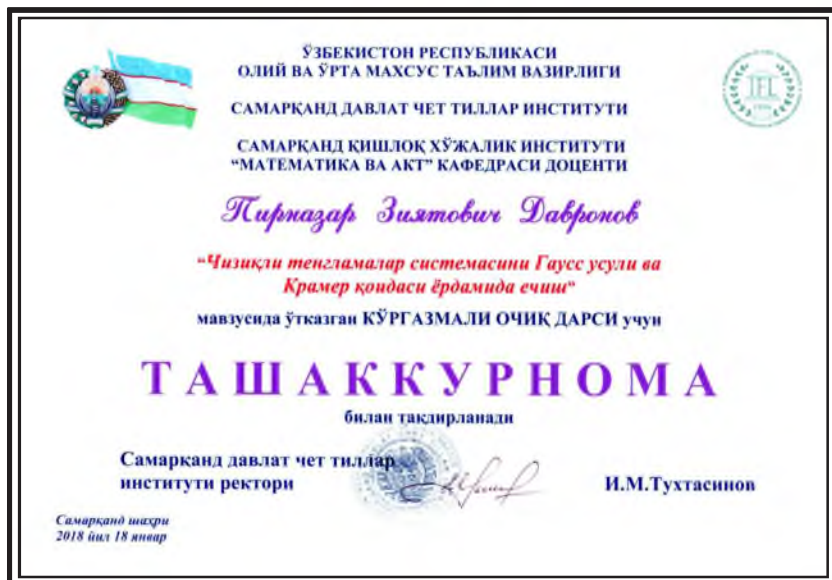 ЎЗБЕКИСТОН РЕСПУБЛИКАСИ
ОЛИЙ ВА ЎРТА МАХСУС ТАЪЛИМ ВАЗИРЛИГИ
САМАРҚАНД ДАВЛАТ ЧЕТ ТИЛЛАР ИНСТИТУТИ
САМАРҚАНД ҚИШЛОҚ ХЎЖАЛИК ИНСТИТУТИ
“МАТЕМАТИКА ВА АКТ” КАФЕДРАСИ ДОЦЕНТИ
Пирназар Зиятович Давронов
“Чизиқли тенгламалар системасини Гаусс усули ва
Крамер қоидаси ёрдамида ечиш“
мавзусида ўтказган КЎРГАЗМАЛИ ОЧИҚ ДАРСИ учун
ТАШАККУРНОМА
билан тақдирланади
Самарқанд давлат чет тиллар
институти ректори
И.М.Тухтасинов
Самарқанд шаҳри
2018 йил 18 январ